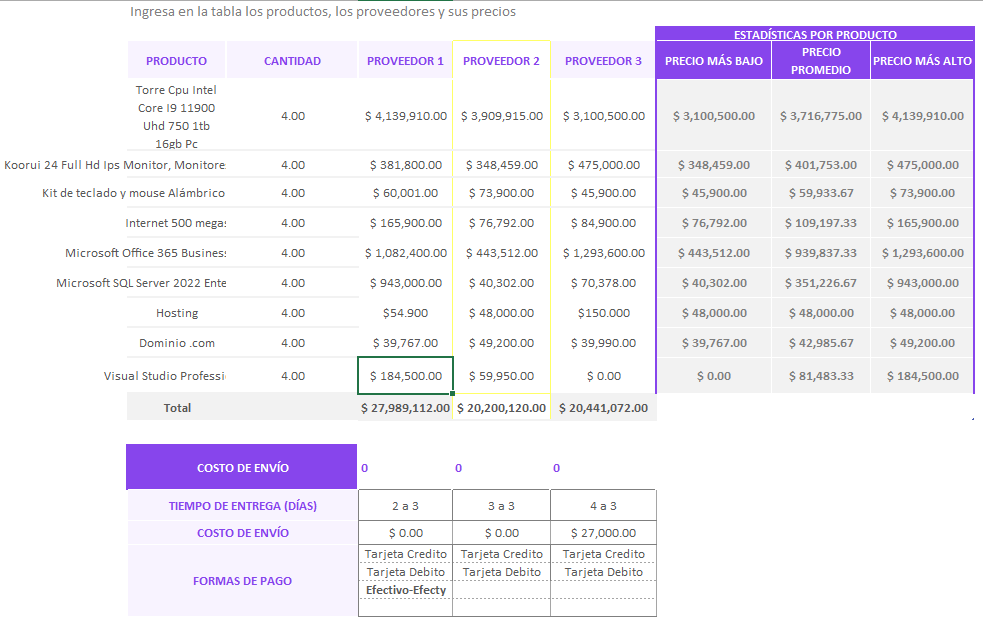 Ingresa en la tabla los productos, los proveedores y sus precios
ESTADÍSTICAS POR PRODUCTO
PRODUCTO CANTIDAD PROVEEDOR 1 PROVEEDOR 2 PROVEEDOR 3 PRECIO MÁS BAJO PRECIO PROMEDIO PRECIO MÁS ALTO
Torre Cpu Intel
Core I9 11900
Uhd 750 1tb
16gb Pc
4.00 $ 4,139,910.00 $ 3,909,915.00 $ 3,100,500.00 $ 3,100,500.00 $ 3,716,775.00 $ 4,139,910.00
Koorui 24 Full Hd Ips Monitor, Monitore 4.00 $ 381,800.00 $ 348,459.00 $ 475,000.00 $ 348,459.00 $ 401,753.00 $ 475,000.00
Kit de teclado y mouse Alámbrico 4.00 $ 60,001.00 $ 73,900.00 $ 45,900.00 $ 45,900.00 $ 59,933.67 $ 73,900.00
Internet 500 megas 4.00 $ 165,900.00 $ 76,792.00 $ 84,900.00 $ 76,792.00 $ 109,197.33 $ 165,900.00
Microsoft Office 365 Business 4.00 $ 1,082,400.00 $ 443,512.00 $ 1,293,600.00 $ 443,512.00 $ 939,837.33 $ 1,293,600.00
Microsoft SQL Server 2022 Ente 4.00 $ 943,000.00 $ 40,302.00 $ 70,378.00 $ 40,302.00 $ 351,226.67 $ 943,000.00
Hosting 4.00 $54.900 $ 48,000.00 $150.000 $ 48,000.00 $ 48,000.00 $ 48,000.00
Dominio .com 4.00 $ 39,767.00 $ 49,200.00 $ 39,990.00 $ 39,767.00 $ 42,985.67 $ 49,200.00
Visual Studio Professi 4.00 $ 184,500.00 $ 59,950.00 $ 0.00 $ 0.00 $ 81,483.33 $ 184,500.00
Total $ 27,989,112.00 $ 20,200,120.00 $ 20,441,072.00
COSTO DE ENVÍO 0 0 0
TIEMPO DE ENTREGA (DÍAS) 2 a 3 3 a 3 4 a 3
COSTO DE ENVÍO $ 0.00 $ 0.00 $ 27,000.00
FORMAS DE PAGO
Tarjeta Credito Tarjeta Credito Tarjeta Credito
Tarjeta Debito Tarjeta Debito Tarjeta Debito
Efectivo-Efecty